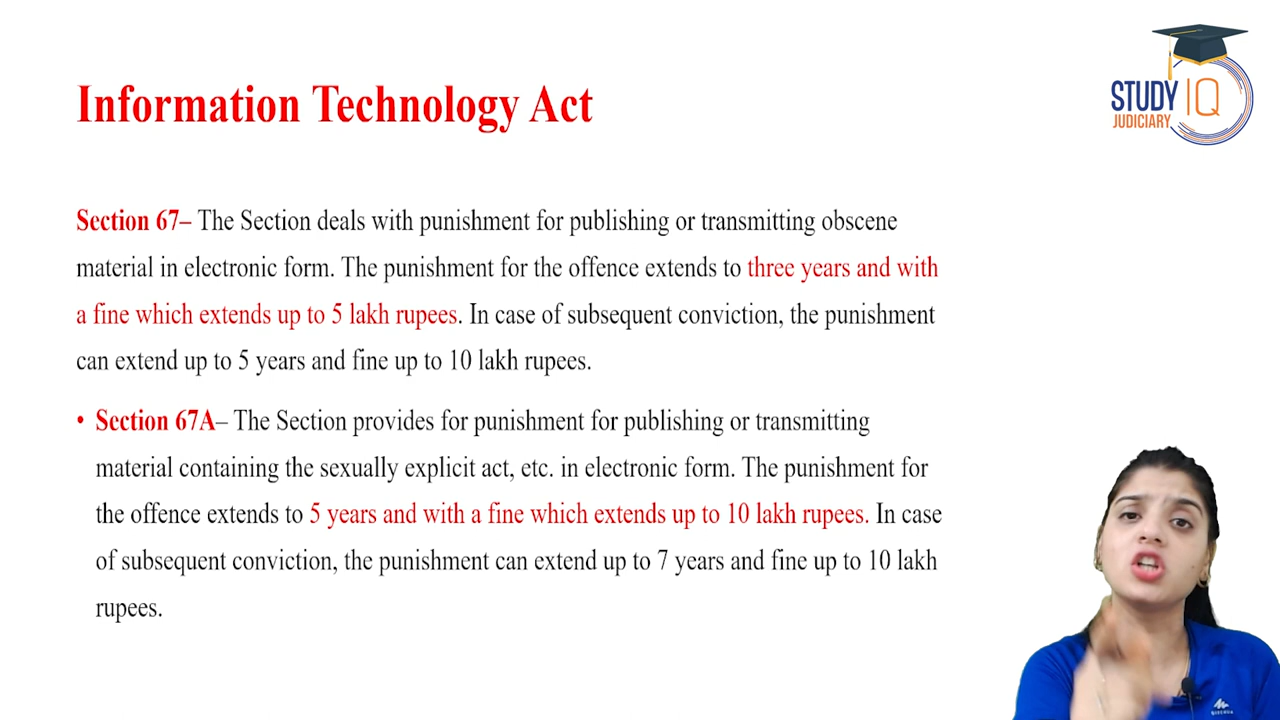 Information Technology Act
STUDY IQ
JUDICIARY
Section 67– The Section deals with punishment for publishing or transmitting obscene
material in electronic form. The punishment for the offence extends to three years and with
a fine which extends up to 5 lakh rupees. In case of subsequent conviction, the punishment
can extend up to 5 years and fine up to 10 lakh rupees.
• Section 67A– The Section provides for punishment for publishing or transmitting
material containing the sexually explicit act, etc. in electronic form. The punishment for
the offence extends to 5 years and with a fine which extends up to 10 lakh rupees. In case
of subsequent conviction, the punishment can extend up to 7 years and fine up to 10 lakh
rupees.